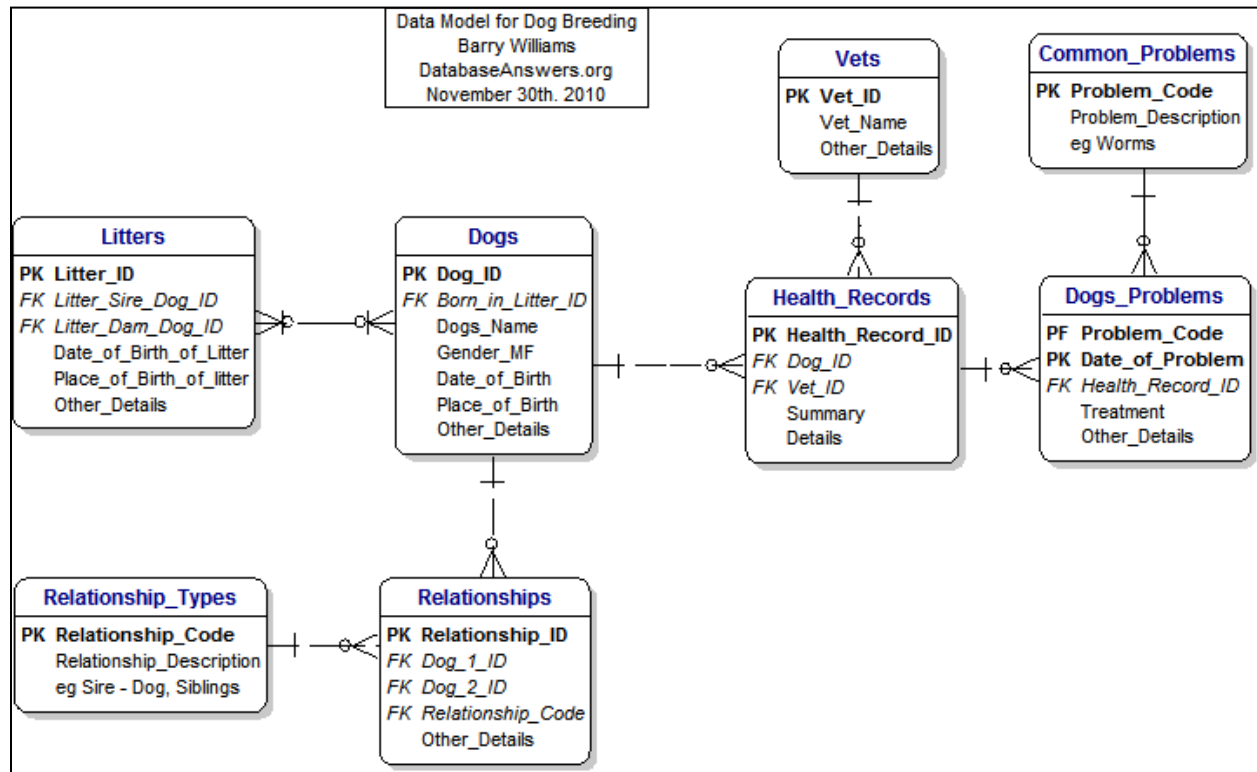 Data Model for Dog Breeding
Barry Williams
DatabaseAnswers.org
November 30th. 2010
Vets
PK Vet_ID
Vet_Name
Other_Details
Common_Problems
PK Problem_Code
Problem_Description
eg Worms
Litters
PK Litter_ID
FK Litter_Sire_Dog_ID
FK Litter_Dam_Dog_ID
Date_of_Birth_of_Litter
Place_of_Birth_of_litter
Other_Details
Dogs
PK Dog_ID
FK Born_in_Litter_ID
Dogs_Name
Gender_MF
Date_of_Birth
Place_of_Birth
Other_Details
Health_Records
PK Health_Record_ID
FK Dog_ID
FK Vet_ID
Summary
Details
Dogs_Problems
PF Problem_Code
PK Date_of_Problem
FK Health_Record_ID
Treatment
Other_Details
Relationship_Types
PK Relationship_Code
Relationship_Description
eg Sire - Dog, Siblings
Relationships
PK Relationship_ID
FK Dog_1_ID
FK Dog_2_ID
FK Relationship_Code
Other_Details